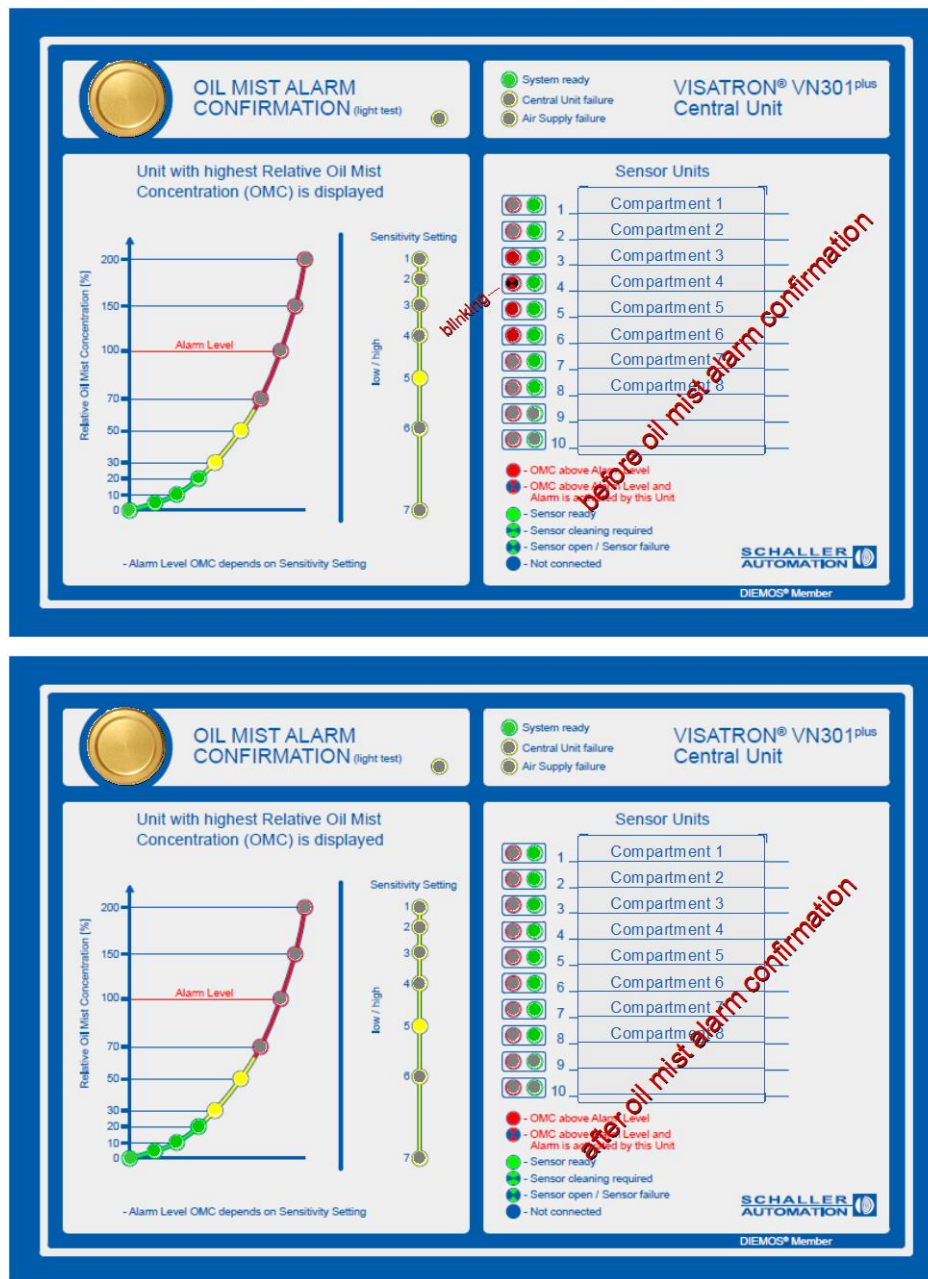 OIL MIST ALARM
CONFIRMATION (light test)
System ready
Central Unit failure
Air Supply failure
VISATRON® VN301plus
Central Unit
Unit with highest Relative Oil Mist
Concentration (OMC) is displayed
Relative Oil Mist Concentration [%]
200
150
100
70
50
30
20
10
0
Alarm Level
Sensitivity Setting
low / high
1
2
3
4
5
6
7
- Alarm Level OMC depends on Sensitivity Setting
Sensor Units
1 Compartment 1
2 Compartment 2
3 Compartment 3
4 Compartment 4
5 Compartment 5
6 Compartment 6
7 Compartment 7
8 Compartment 8
9
10
blinking
before oil mist alarm confirmation
- OMC above Alarm Level
- OMC above Alarm Level and
Alarm is activated by this Unit
- Sensor ready
- Sensor cleaning required
- Sensor open / Sensor failure
- Not connected
SCHALLER
AUTOMATION
DIEMOS® Member
OIL MIST ALARM
CONFIRMATION (light test)
System ready
Central Unit failure
Air Supply failure
VISATRON® VN301plus
Central Unit
Unit with highest Relative Oil Mist
Concentration (OMC) is displayed
Relative Oil Mist Concentration [%]
200
150
100
70
50
30
20
10
0
Alarm Level
Sensitivity Setting
low / high
1
2
3
4
5
6
7
- Alarm Level OMC depends on Sensitivity Setting
Sensor Units
1 Compartment 1
2 Compartment 2
3 Compartment 3
4 Compartment 4
5 Compartment 5
6 Compartment 6
7 Compartment 7
8 Compartment 8
9
10
after oil mist alarm confirmation
- OMC above Alarm Level
- OMC above Alarm Level and
Alarm is activated by this Unit
- Sensor ready
- Sensor cleaning required
- Sensor open / Sensor failure
- Not connected
SCHALLER
AUTOMATION
DIEMOS® Member